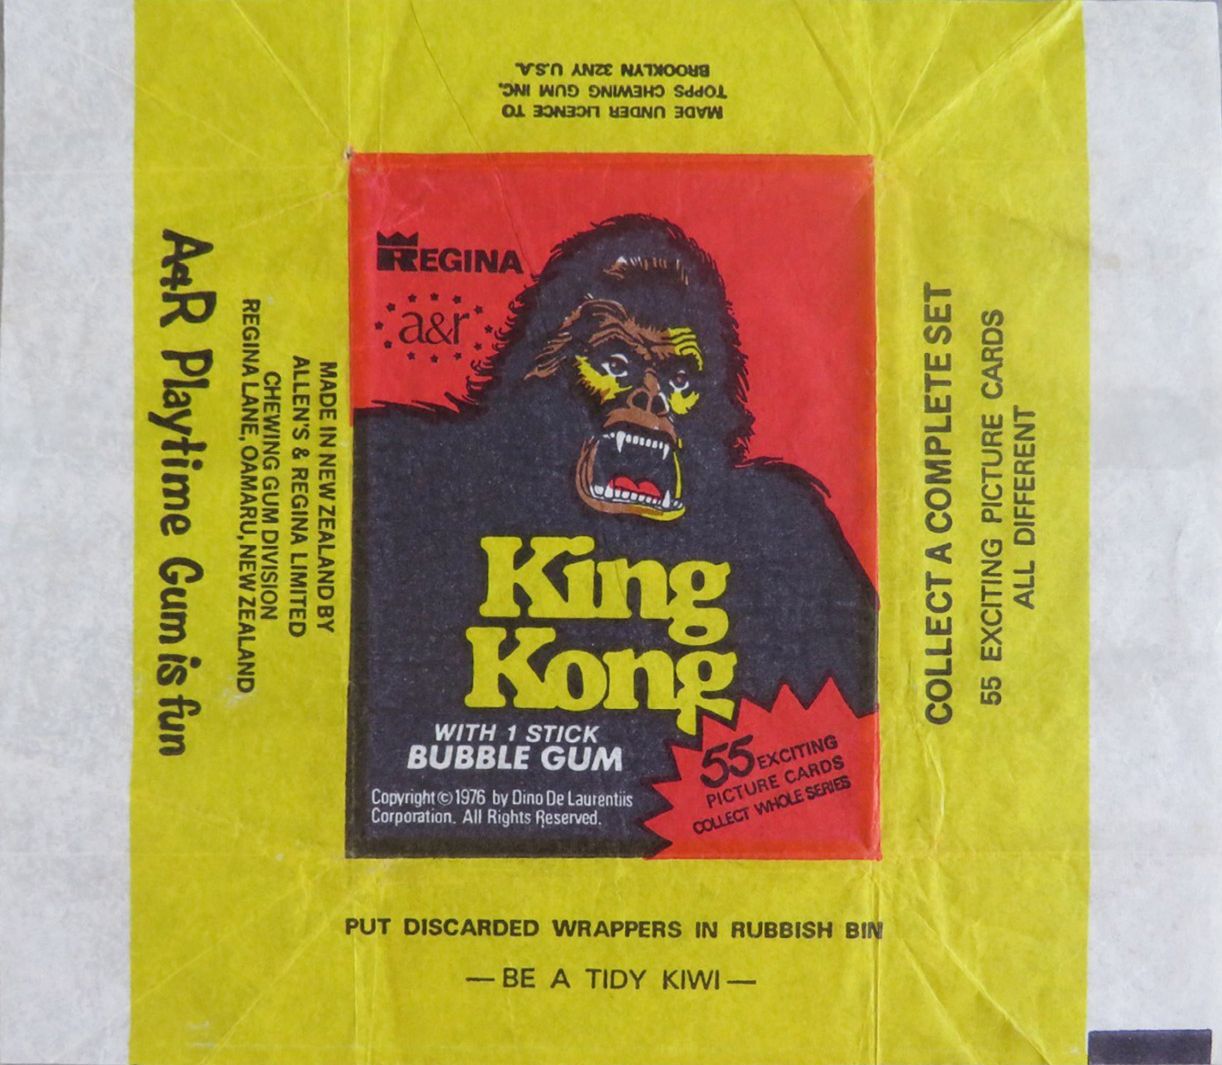 MADE UNDER LICENCE TO
TOPPS CHEWING GUM INC.
BROOKLYN 32NY U.S.A.
REGINA
a&r
King
Kong
WITH 1 STICK
BUBBLE GUM
Copyright © 1976 by Dino De Laurentiis
Corporation. All Rights Reserved.
55 EXCITING
PICTURE CARDS
COLLECT WHOLE SERIES
A&R Playtime Gum is fun
MADE IN NEW ZEALAND BY
ALLEN'S & REGINA LIMITED
CHEWING GUM DIVISION
REGINA LANE, OAMARU, NEW ZEALAND
COLLECT A COMPLETE SET
55 EXCITING PICTURE CARDS
ALL DIFFERENT
PUT DISCARDED WRAPPERS IN RUBBISH BIN
— BE A TIDY KIWI —